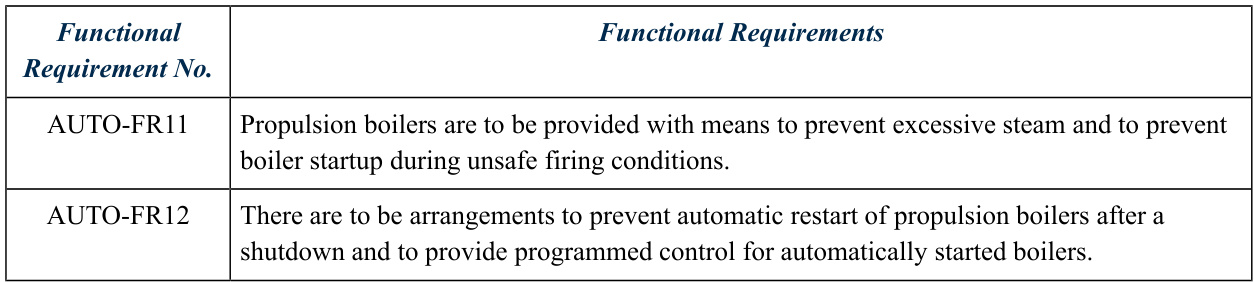 Functional
Requirement No.
Functional Requirements
AUTO-FR11
Propulsion boilers are to be provided with means to prevent excessive steam and to prevent
boiler startup during unsafe firing conditions.
AUTO-FR12
There are to be arrangements to prevent automatic restart of propulsion boilers after a
shutdown and to provide programmed control for automatically started boilers.